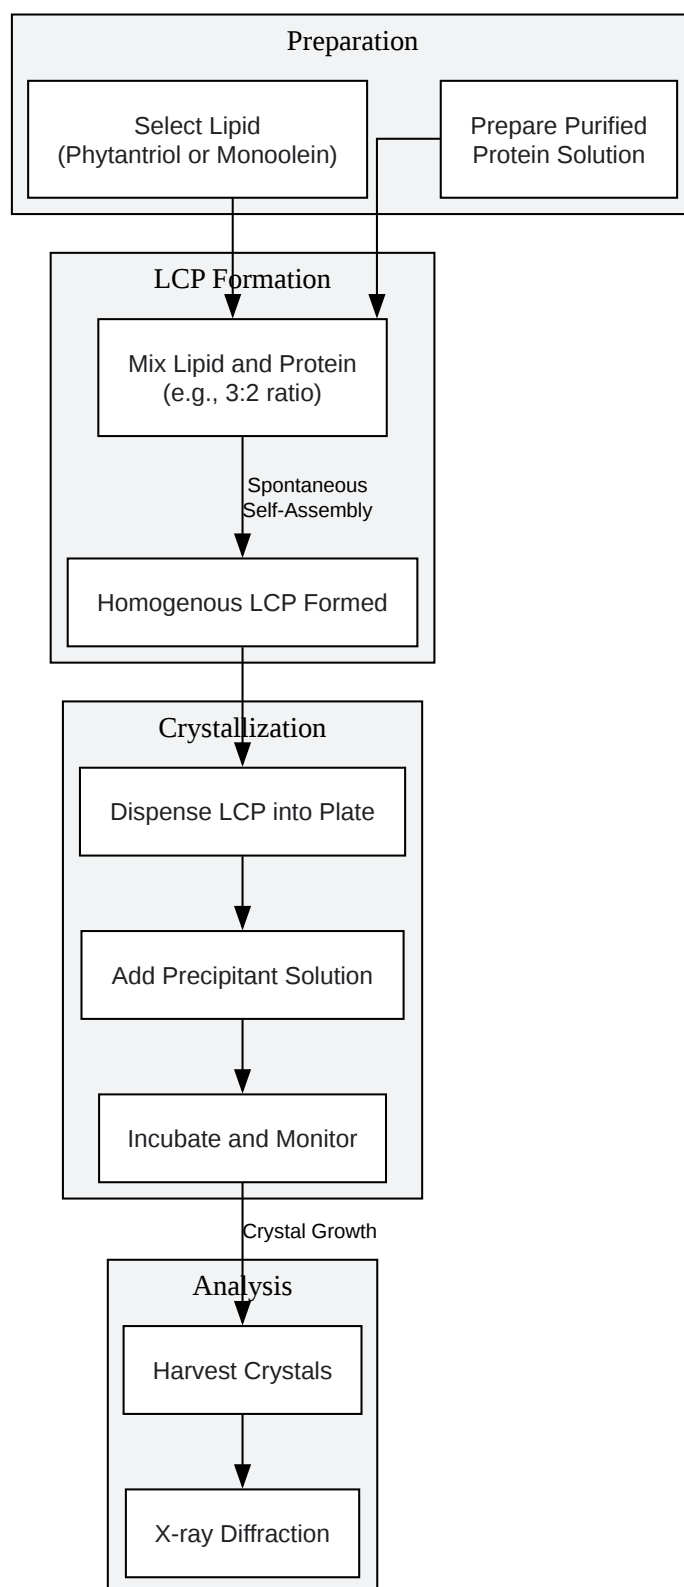 Preparation
Select Lipid
(Phytantriol or Monoolein)
Prepare Purified
Protein Solution
LCP Formation
Mix Lipid and Protein
(e.g., 3:2 ratio)
Spontaneous
Self-Assembly
Homogenous LCP Formed
Crystallization
Dispense LCP into Plate
Add Precipitant Solution
Incubate and Monitor
Crystal Growth
Analysis
Harvest Crystals
X-ray Diffraction